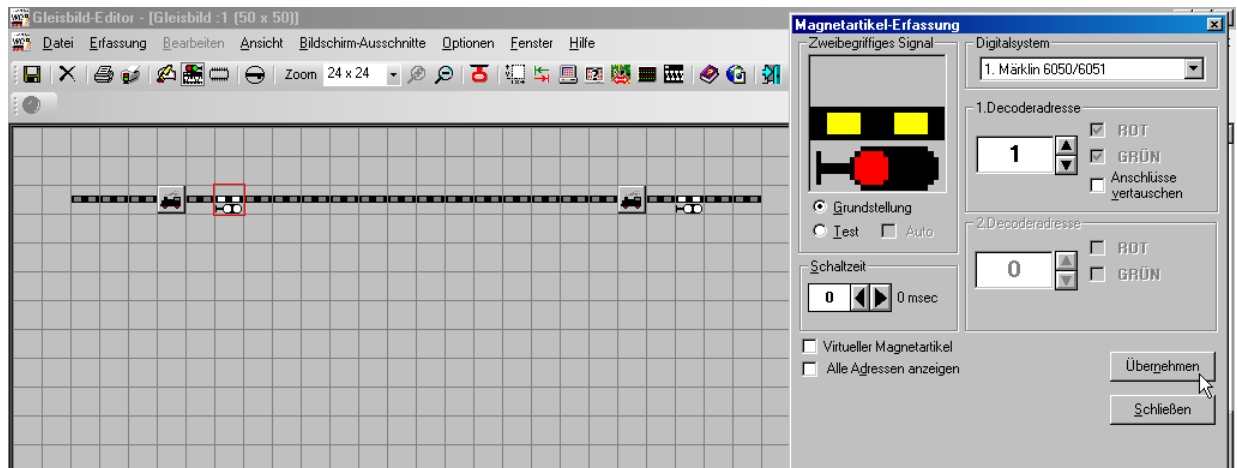 Gleisbild-Editor - [Gleisbild :1 (50 x 50)]
Datei Erfassung Bearbeiten Ansicht Bildschirm-Ausschnitte Optionen Fenster Hilfe
Zoom 24 x 24
Magnetartikel-Erfassung
Zweibegriffiges Signal
Grundstellung
Test Auto
Schaltzeit
0 0 msec
Virtueller Magnetartikel
Alle Adressen anzeigen
Digitalsystem
1. Märklin 6050/6051
1.Decoderadresse
1 ROT
GRÜN
Anschlüsse
vertauschen
2.Decoderadresse
0 ROT
GRÜN
Übernehmen
Schließen